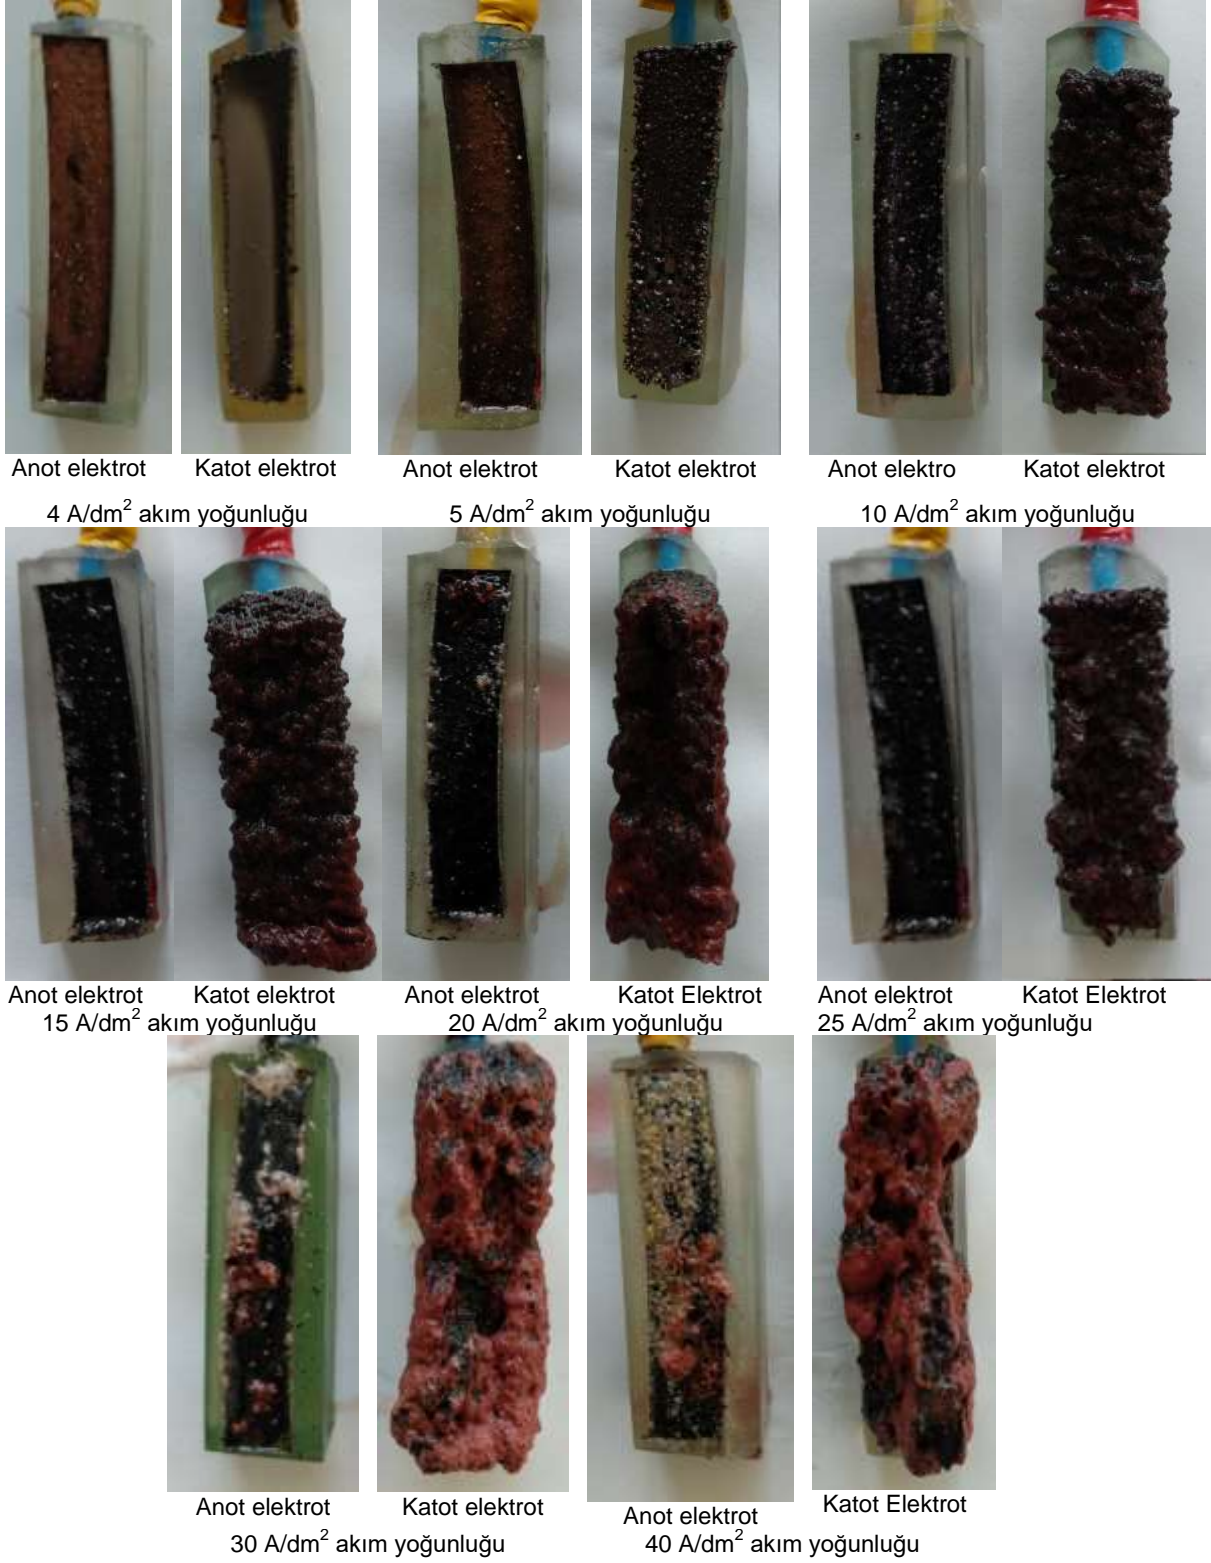 Anot elektrot Katot elektrot Anot elektrot Katot elektrot Anot elektro Katot elektrot
4 A/dm² akım yoğunluğu 5 A/dm² akım yoğunluğu 10 A/dm² akım yoğunluğu
Anot elektrot Katot elektrot Anot elektrot Katot Elektrot Anot elektrot Katot Elektrot
15 A/dm² akım yoğunluğu 20 A/dm² akım yoğunluğu 25 A/dm² akım yoğunluğu
Anot elektrot Katot elektrot Anot elektrot Katot Elektrot
30 A/dm² akım yoğunluğu 40 A/dm² akım yoğunluğu